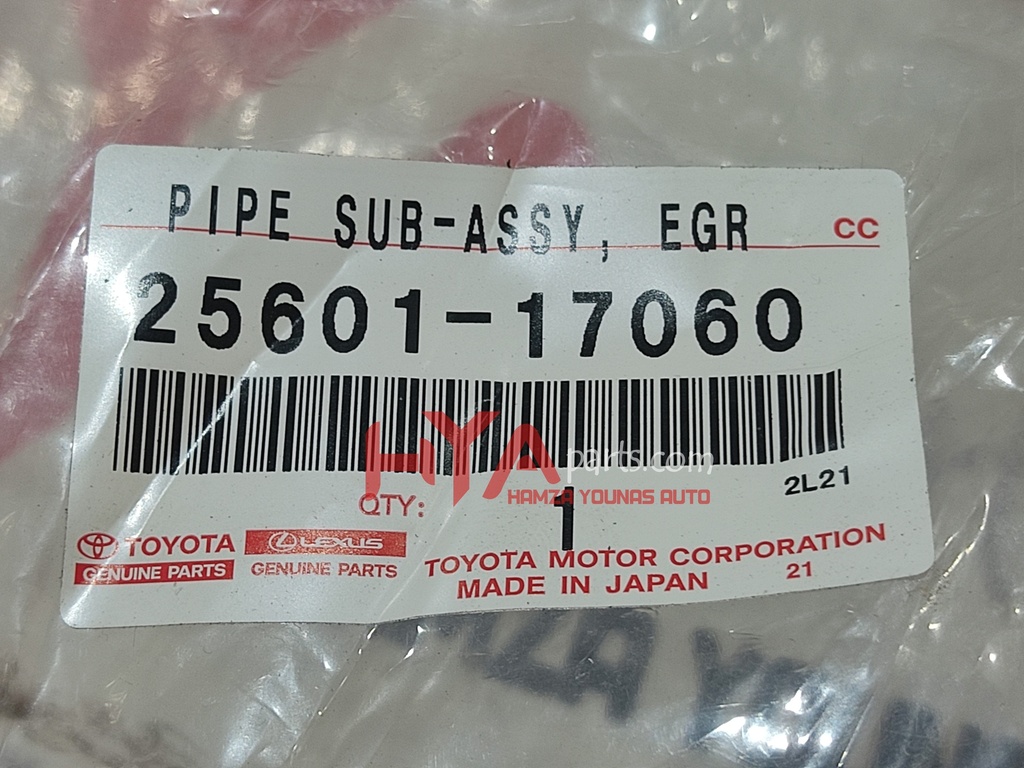 PIPE SUB-ASSY, EGR CC
25601-17060
HYA parts.com
HAMZA YOUNAS AUTO
2L21
QTY: 1
TOYOTA LEXUS
GENUINE PARTS GENUINE PARTS
TOYOTA MOTOR CORPORATION
MADE IN JAPAN 21